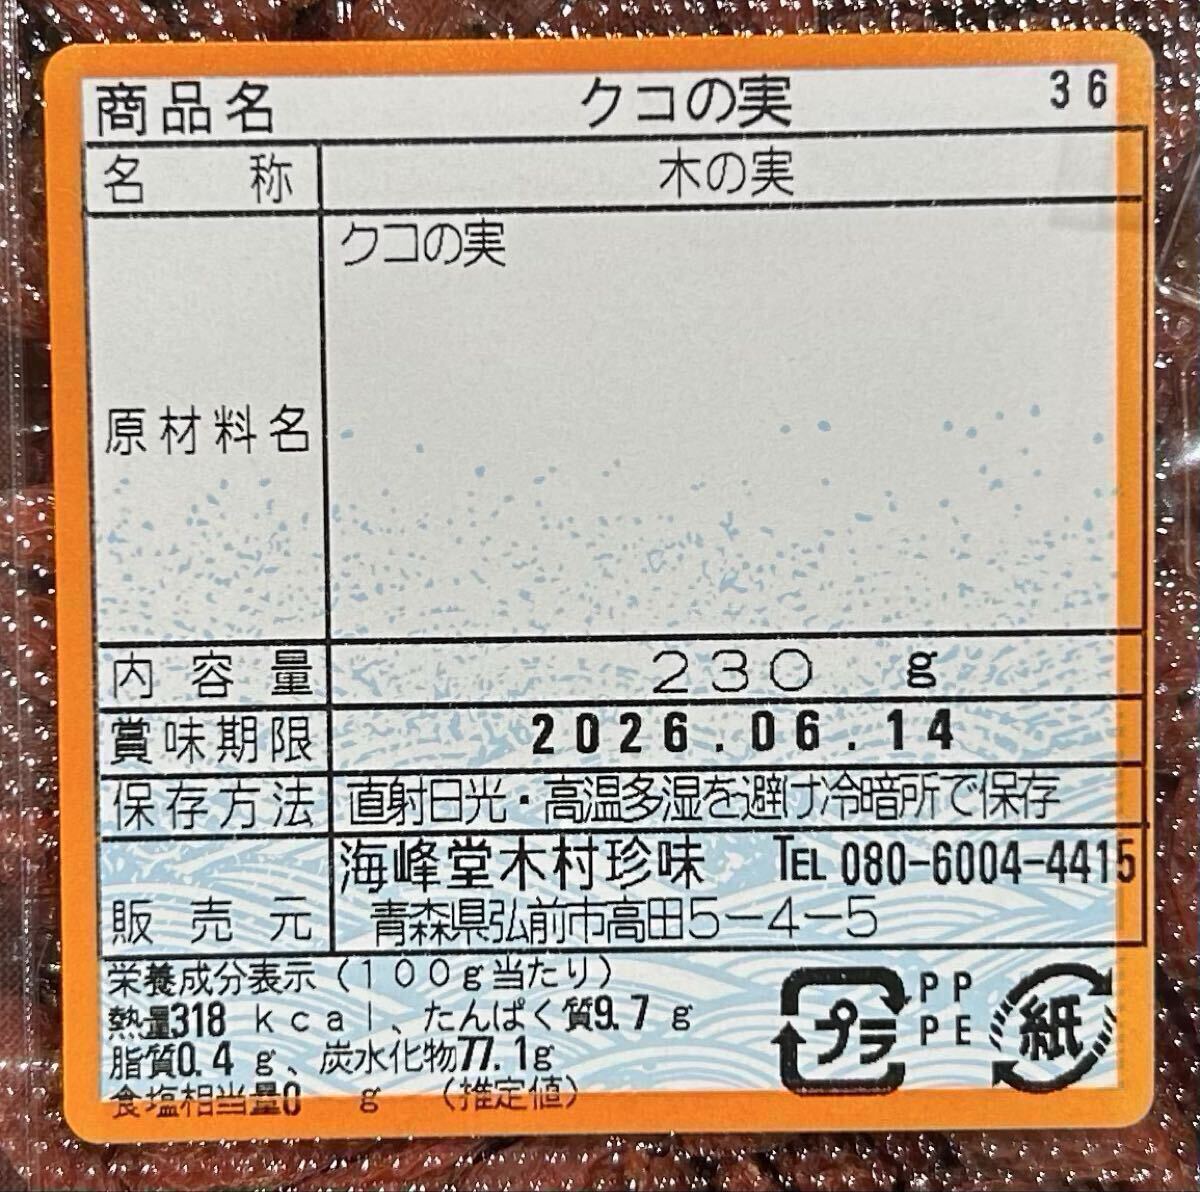 商品名 クコの実 36
名称 木の実
原材料名 クコの実
内容量 230 g
賞味期限 2026.06.14
保存方法 直射日光・高温多湿を避け冷暗所で保存
販売元 海峰堂木村珍味 TEL 080-6004-4415
青森県弘前市高田5-4-5
栄養成分表示(100g当たり)
熱量318 kcal、たんぱく質9.7 g
脂質0.4 g、炭水化物77.1g
食塩相当量0 g (推定値)
プラ PP PE 紙